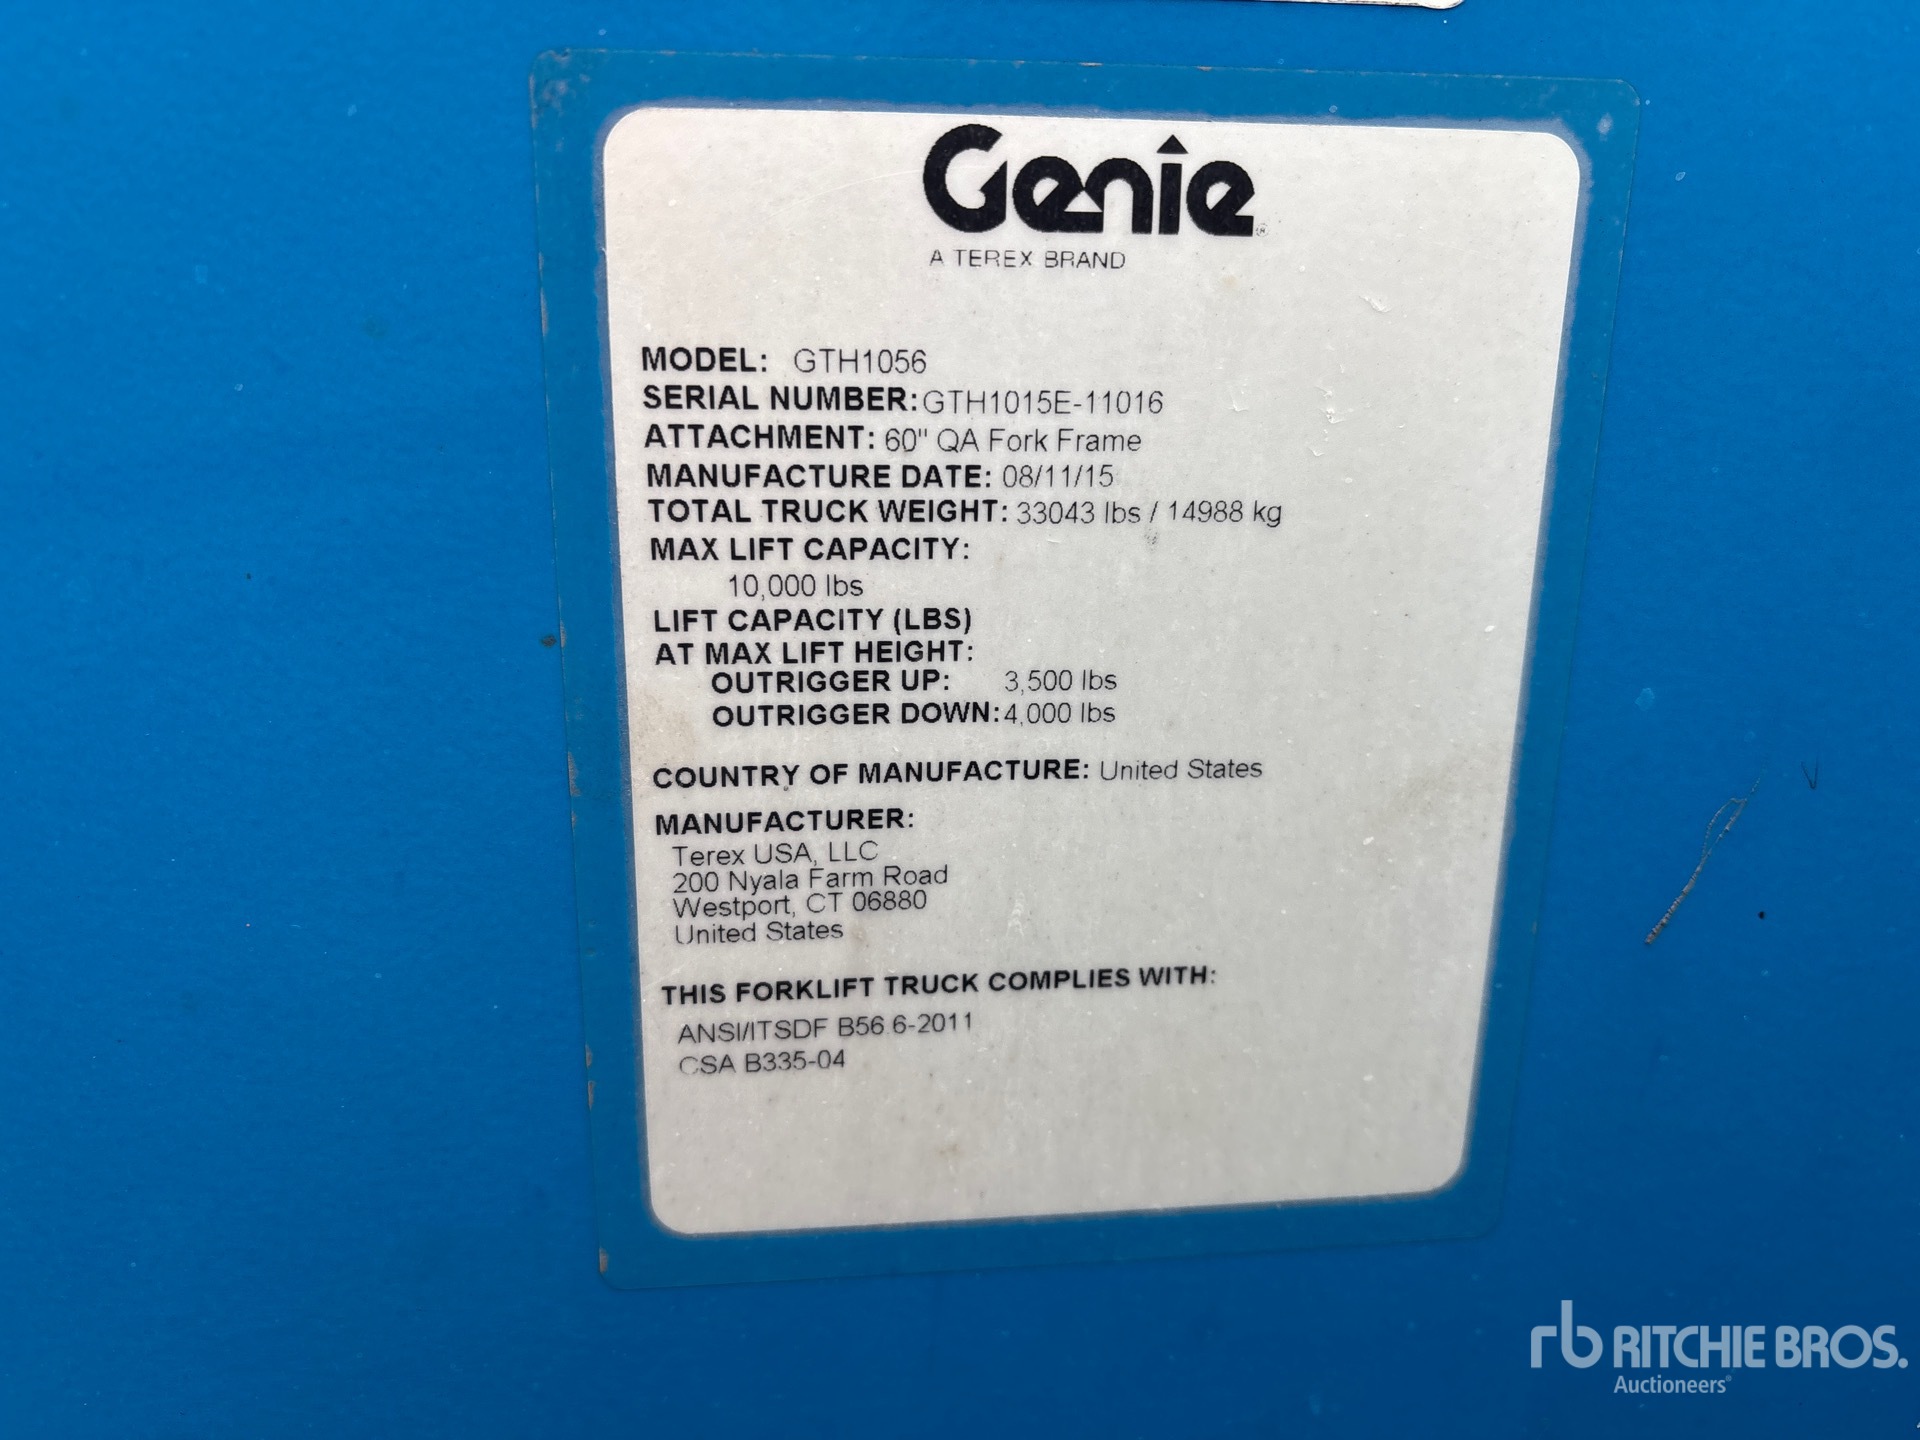 Genie®
A TEREX BRAND
MODEL: GTH1056
SERIAL NUMBER: GTH1015E-11016
ATTACHMENT: 60" QA Fork Frame
MANUFACTURE DATE: 08/11/15
TOTAL TRUCK WEIGHT: 33043 lbs / 14988 kg
MAX LIFT CAPACITY:
10,000 lbs
LIFT CAPACITY (LBS)
AT MAX LIFT HEIGHT:
OUTRIGGER UP: 3,500 lbs
OUTRIGGER DOWN: 4,000 lbs
COUNTRY OF MANUFACTURE: United States
MANUFACTURER:
Terex USA, LLC
200 Nyala Farm Road
Westport, CT 06880
United States
THIS FORKLIFT TRUCK COMPLIES WITH:
ANSI/ITSDF B56.6-2011
CSA B335-04
rb RITCHIE BROS.
Auctioneers®